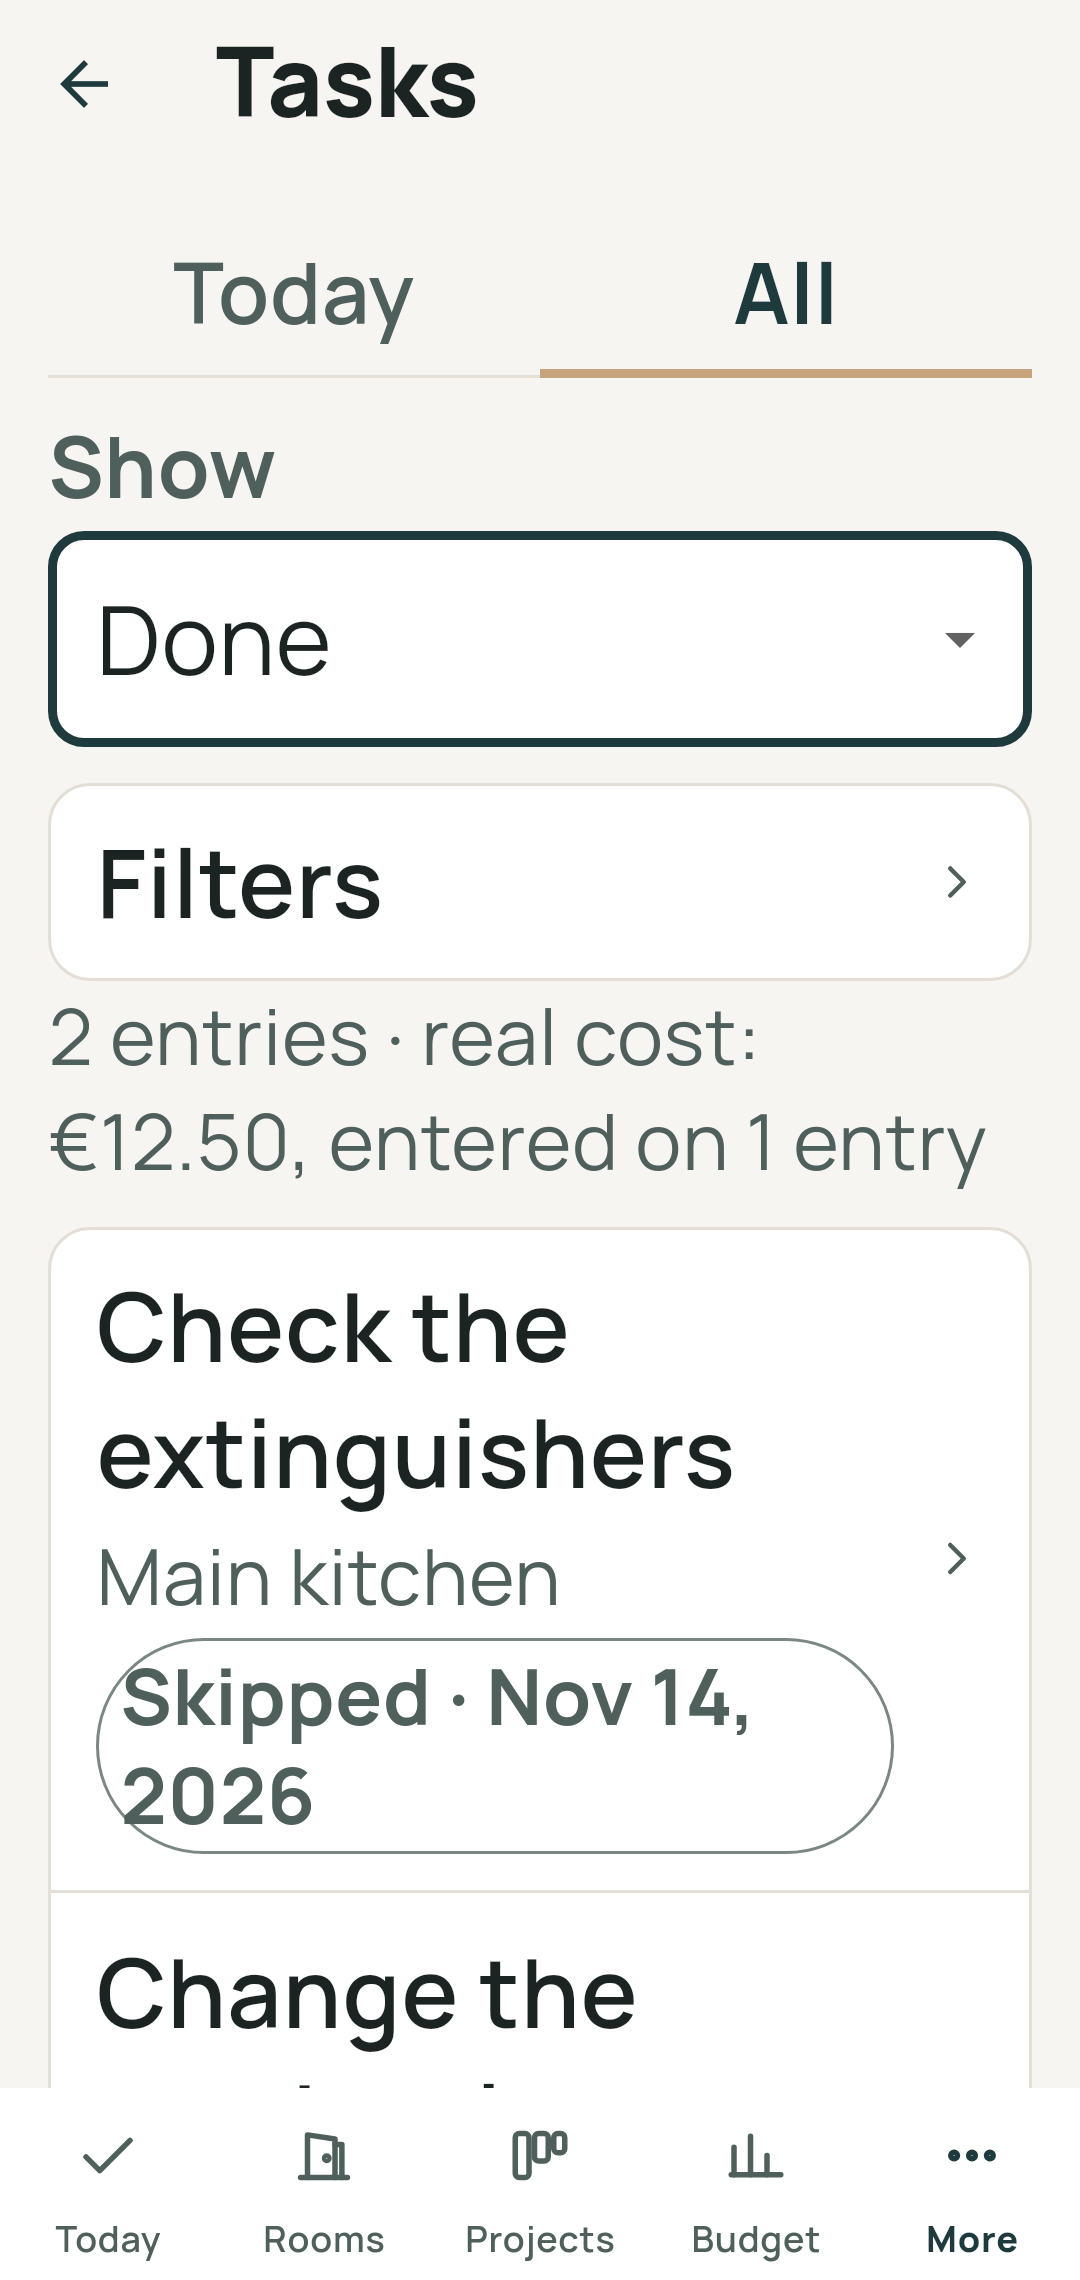 Tasks
Today
All
Show
Done
Filters
2 entries · real cost:
€12.50, entered on 1 entry
Check the
extinguishers
Main kitchen
Skipped · Nov 14,
2026
Change the
Today
Rooms
Projects
Budget
More